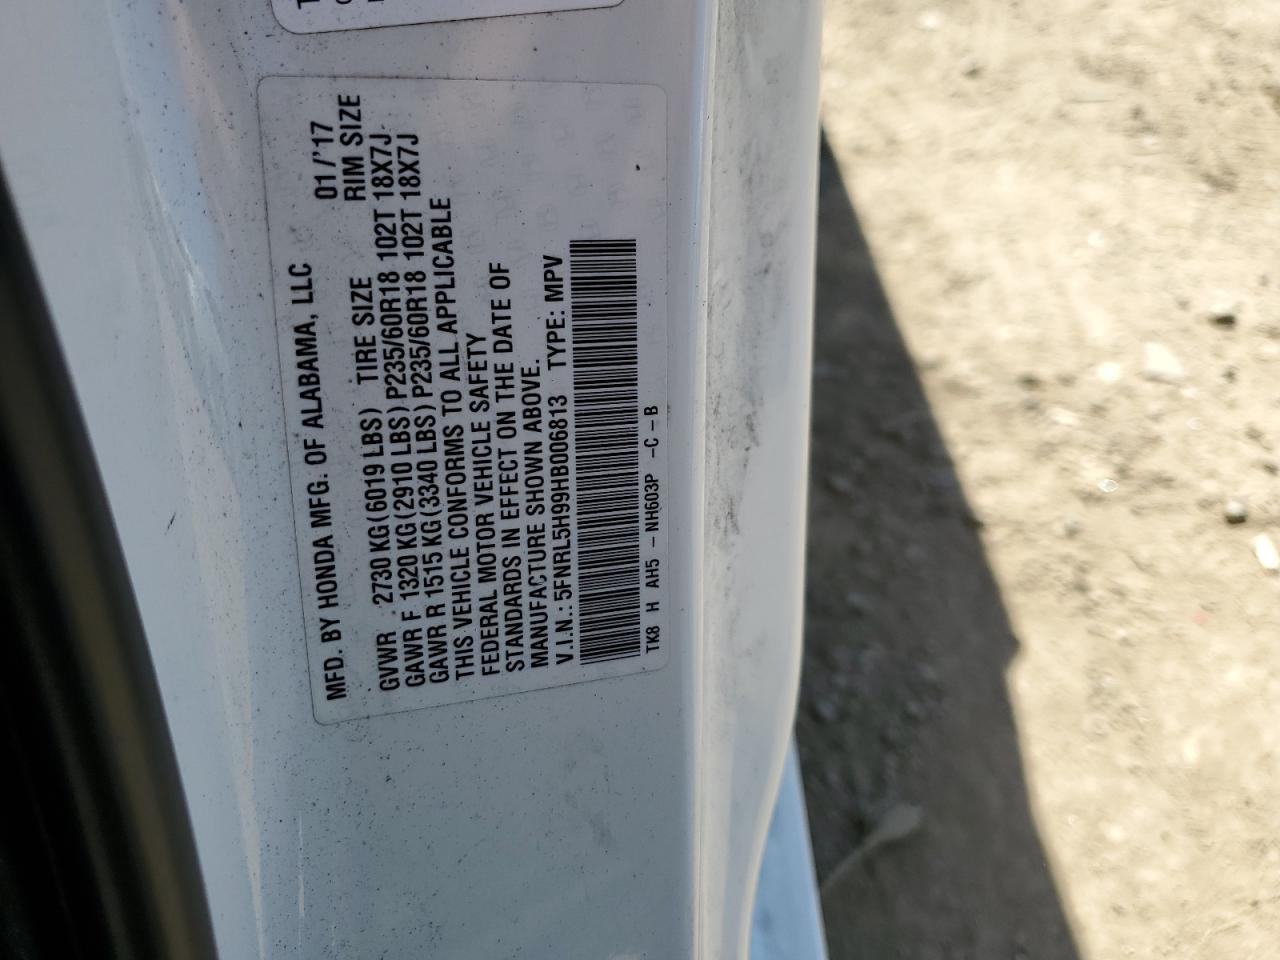 MFD. BY HONDA MFG. OF ALABAMA, LLC 01/'17
TIRE SIZE RIM SIZE
GVWR 2730 KG(6019 LBS)
GAWR F 1320 KG(2910 LBS) P235/60R18 102T 18X7J
GAWR R 1515 KG(3340 LBS) P235/60R18 102T 18X7J
THIS VEHICLE CONFORMS TO ALL APPLICABLE
FEDERAL MOTOR VEHICLE SAFETY
STANDARDS IN EFFECT ON THE DATE OF
MANUFACTURE SHOWN ABOVE.
V.I.N.: 5FNRL5H99HB006813 TYPE: MPV
TK8 H AH5 - NH603P -C -B